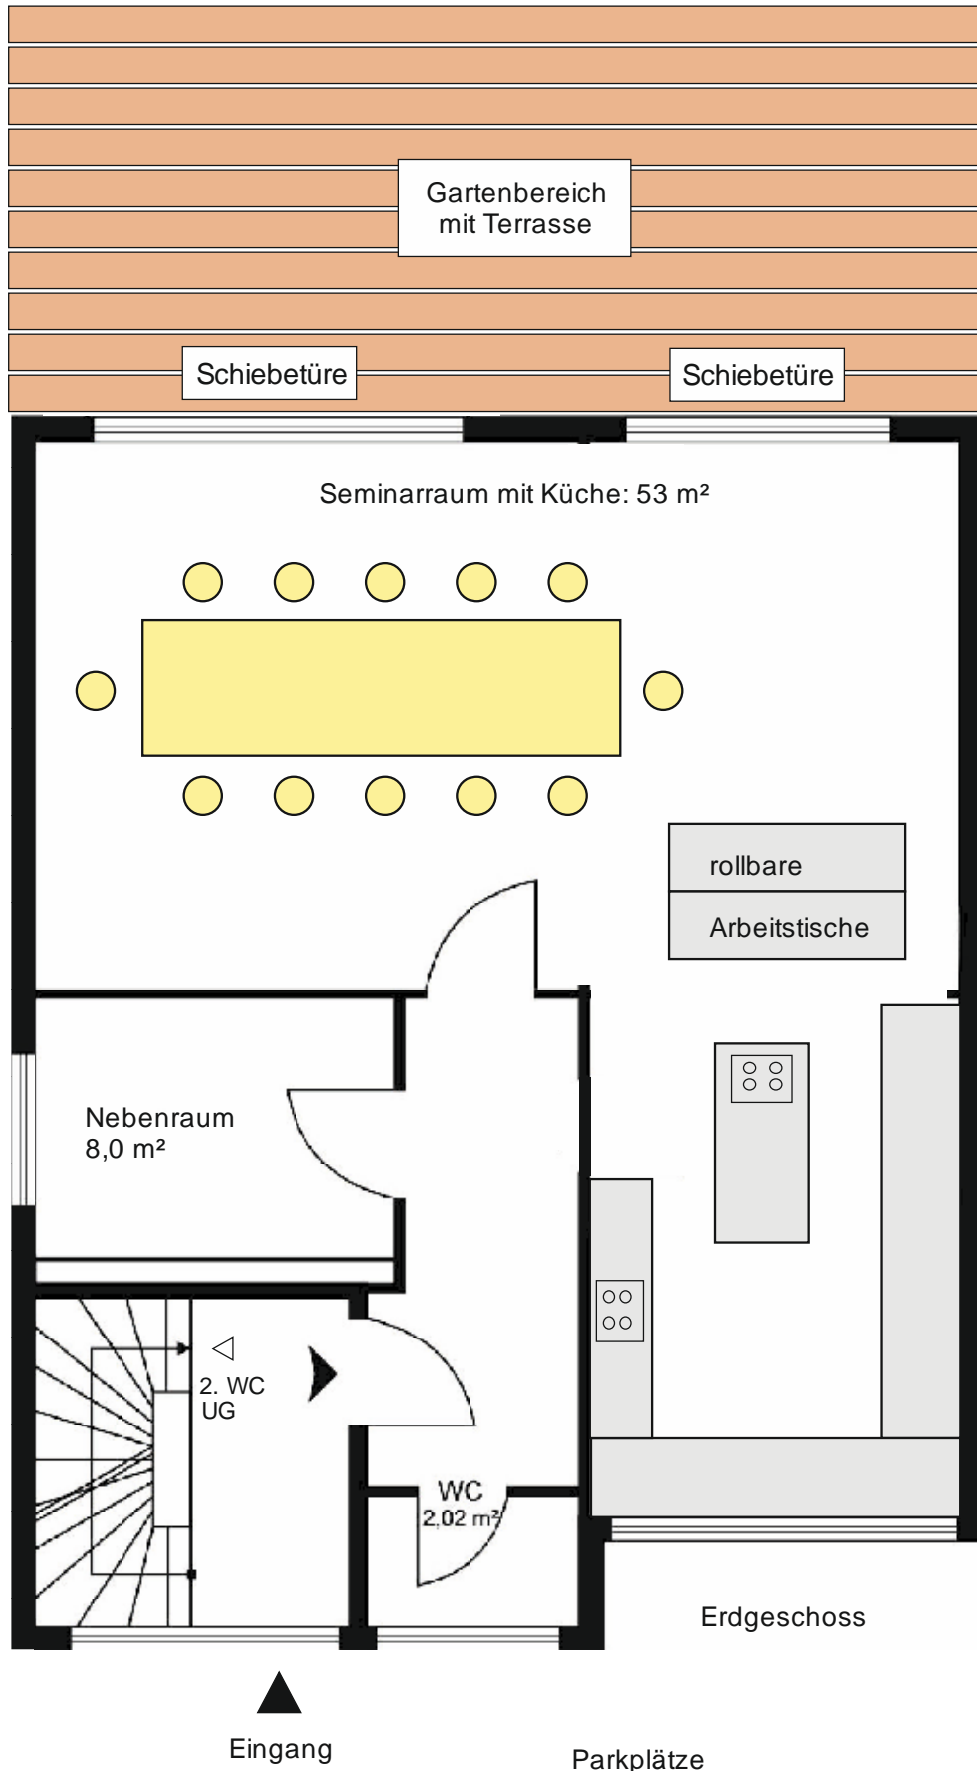 Gartenbereich
mit Terrasse
Schiebetüre
Schiebetüre
Seminarraum mit Küche: 53 m²
rollbare
Arbeitstische
Nebenraum
8,0 m²
2. WC
UG
WC
2,02 m²
Erdgeschoss
Eingang
Parkplätze